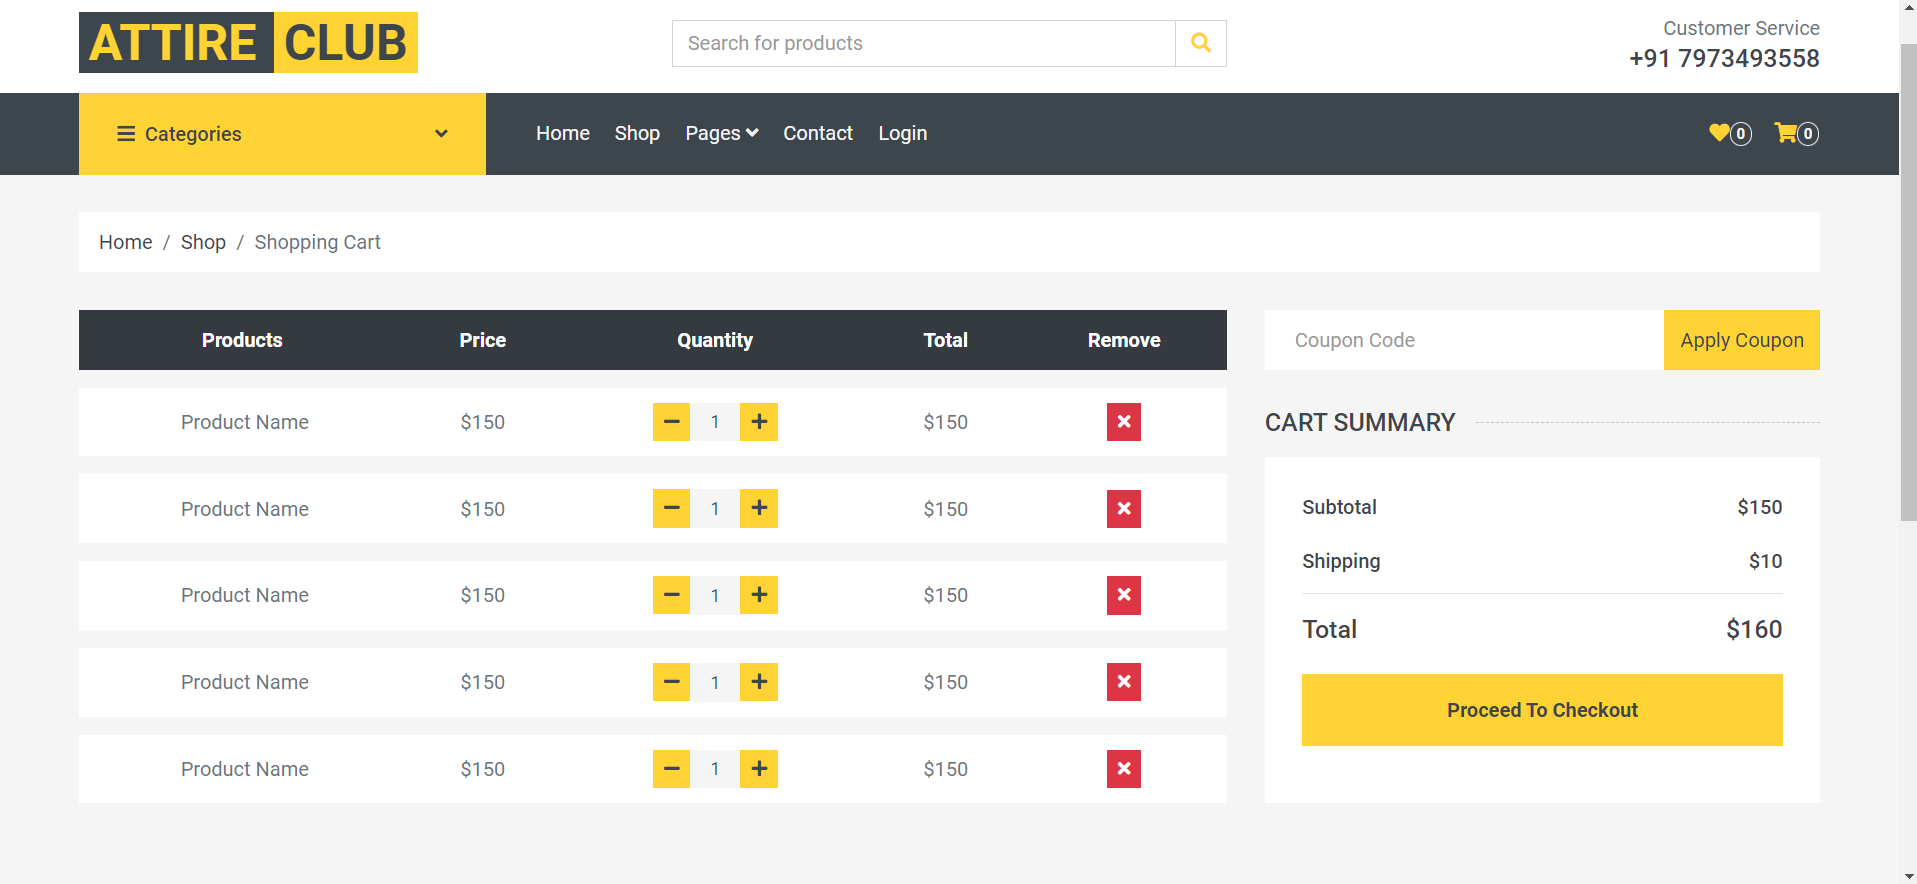 ATTIRE CLUB
Search for products
Customer Service
+91 7973493558
Categories
Home Shop Pages Contact Login
0 0
Home / Shop / Shopping Cart
Products Price Quantity Total Remove
Product Name $150 1 $150
Product Name $150 1 $150
Product Name $150 1 $150
Product Name $150 1 $150
Product Name $150 1 $150
Coupon Code Apply Coupon
CART SUMMARY
Subtotal $150
Shipping $10
Total $160
Proceed To Checkout